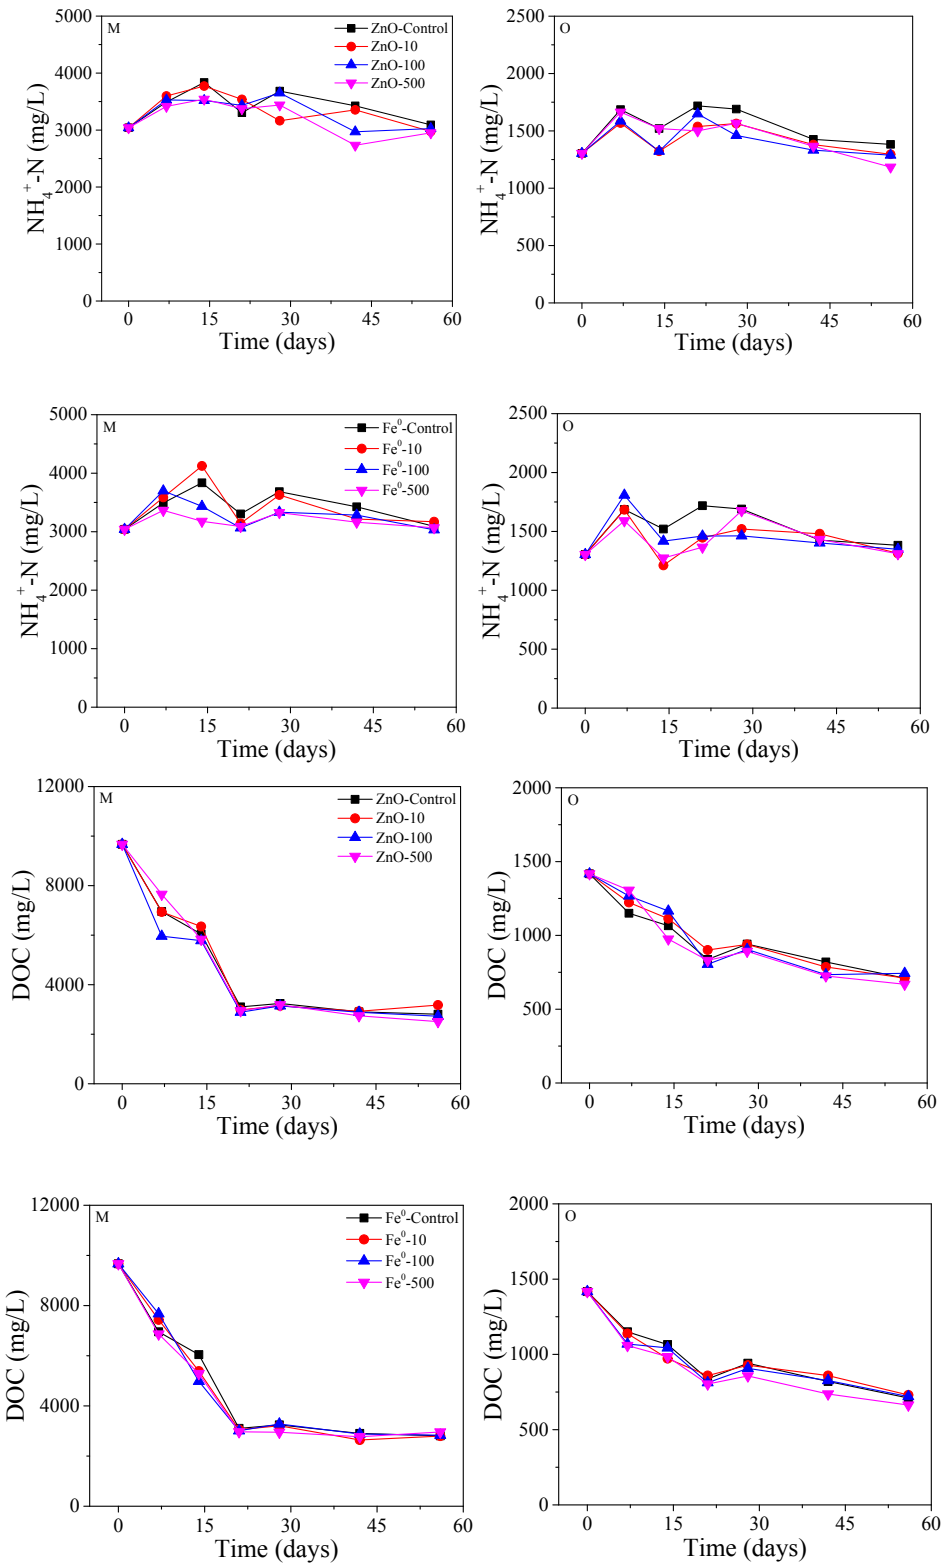 M
ZnO-Control
ZnO-10
ZnO-100
ZnO-500
5000
4000
3000
2000
1000
0
NH₄⁺-N (mg/L)
0 15 30 45 60
Time (days)
O
2500
2000
1500
1000
500
0
NH₄⁺-N (mg/L)
0 15 30 45 60
Time (days)
M
Fe⁰-Control
Fe⁰-10
Fe⁰-100
Fe⁰-500
5000
4000
3000
2000
1000
0
NH₄⁺-N (mg/L)
0 15 30 45 60
Time (days)
O
2500
2000
1500
1000
500
0
NH₄⁺-N (mg/L)
0 15 30 45 60
Time (days)
M
ZnO-Control
ZnO-10
ZnO-100
ZnO-500
12000
8000
4000
0
DOC (mg/L)
0 15 30 45 60
Time (days)
O
2000
1500
1000
500
0
DOC (mg/L)
0 15 30 45 60
Time (days)
M
Fe⁰-Control
Fe⁰-10
Fe⁰-100
Fe⁰-500
12000
8000
4000
0
DOC (mg/L)
0 15 30 45 60
Time (days)
O
2000
1500
1000
500
0
DOC (mg/L)
0 15 30 45 60
Time (days)